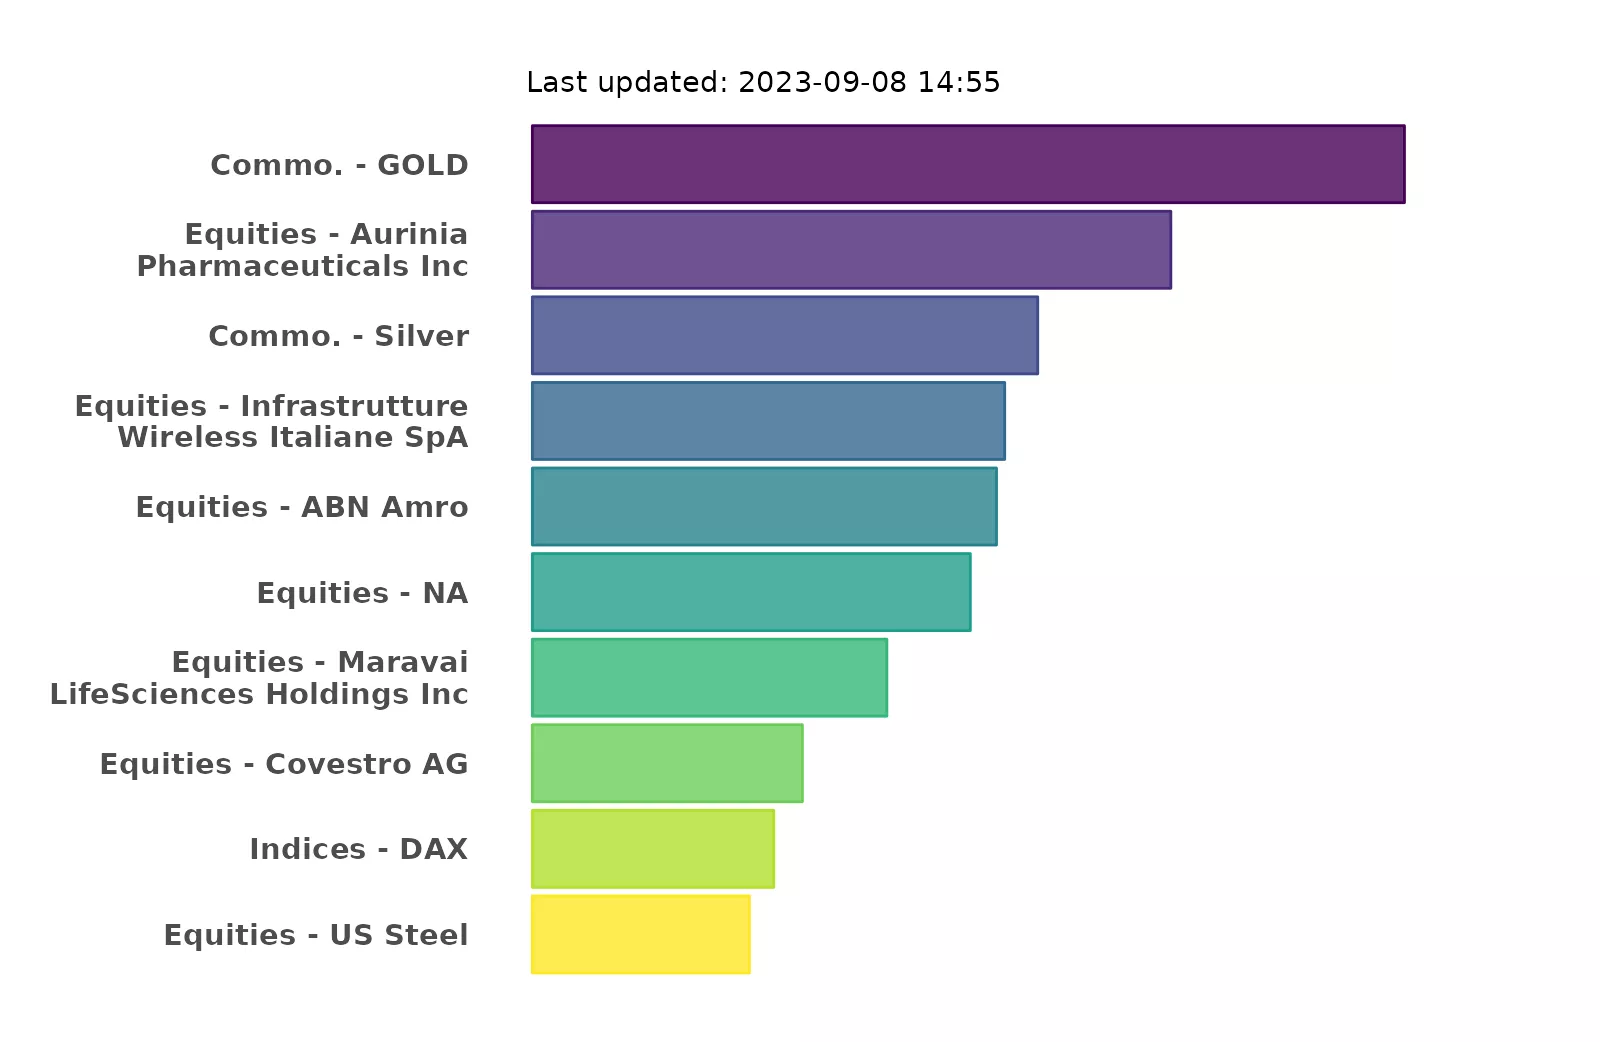 Last updated: 2023-09-08 14:55
Commo. - GOLD
Equities - Aurinia
Pharmaceuticals Inc
Commo. - Silver
Equities - Infrastrutture
Wireless Italiane SpA
Equities - ABN Amro
Equities - NA
Equities - Maravai
LifeSciences Holdings Inc
Equities - Covestro AG
Indices - DAX
Equities - US Steel